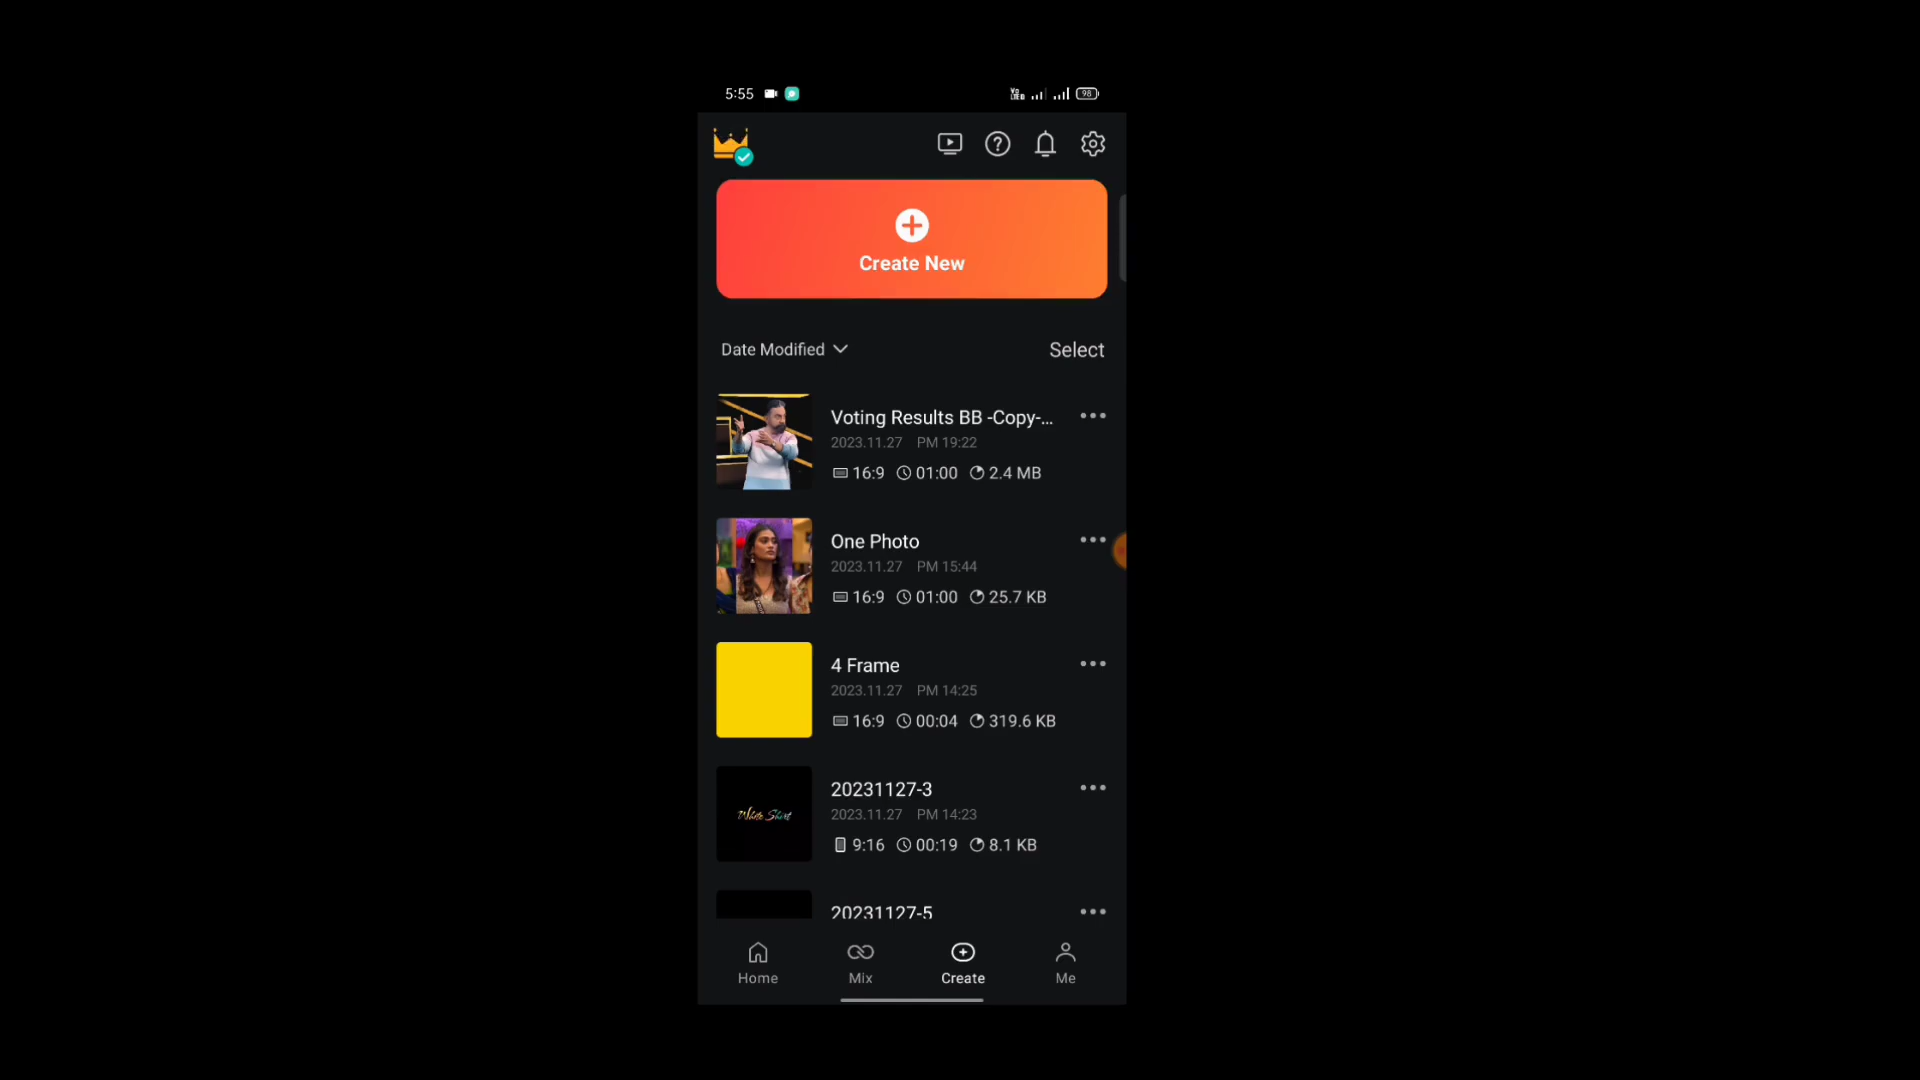 5:55 98
Create New
Date Modified Select
Voting Results BB -Copy-...
2023.11.27 PM 19:22
16:9 01:00 2.4 MB
One Photo
2023.11.27 PM 15:44
16:9 01:00 25.7 KB
4 Frame
2023.11.27 PM 14:25
16:9 00:04 319.6 KB
White Shirt
20231127-3
2023.11.27 PM 14:23
9:16 00:19 8.1 KB
20231127-5
Home Mix Create Me